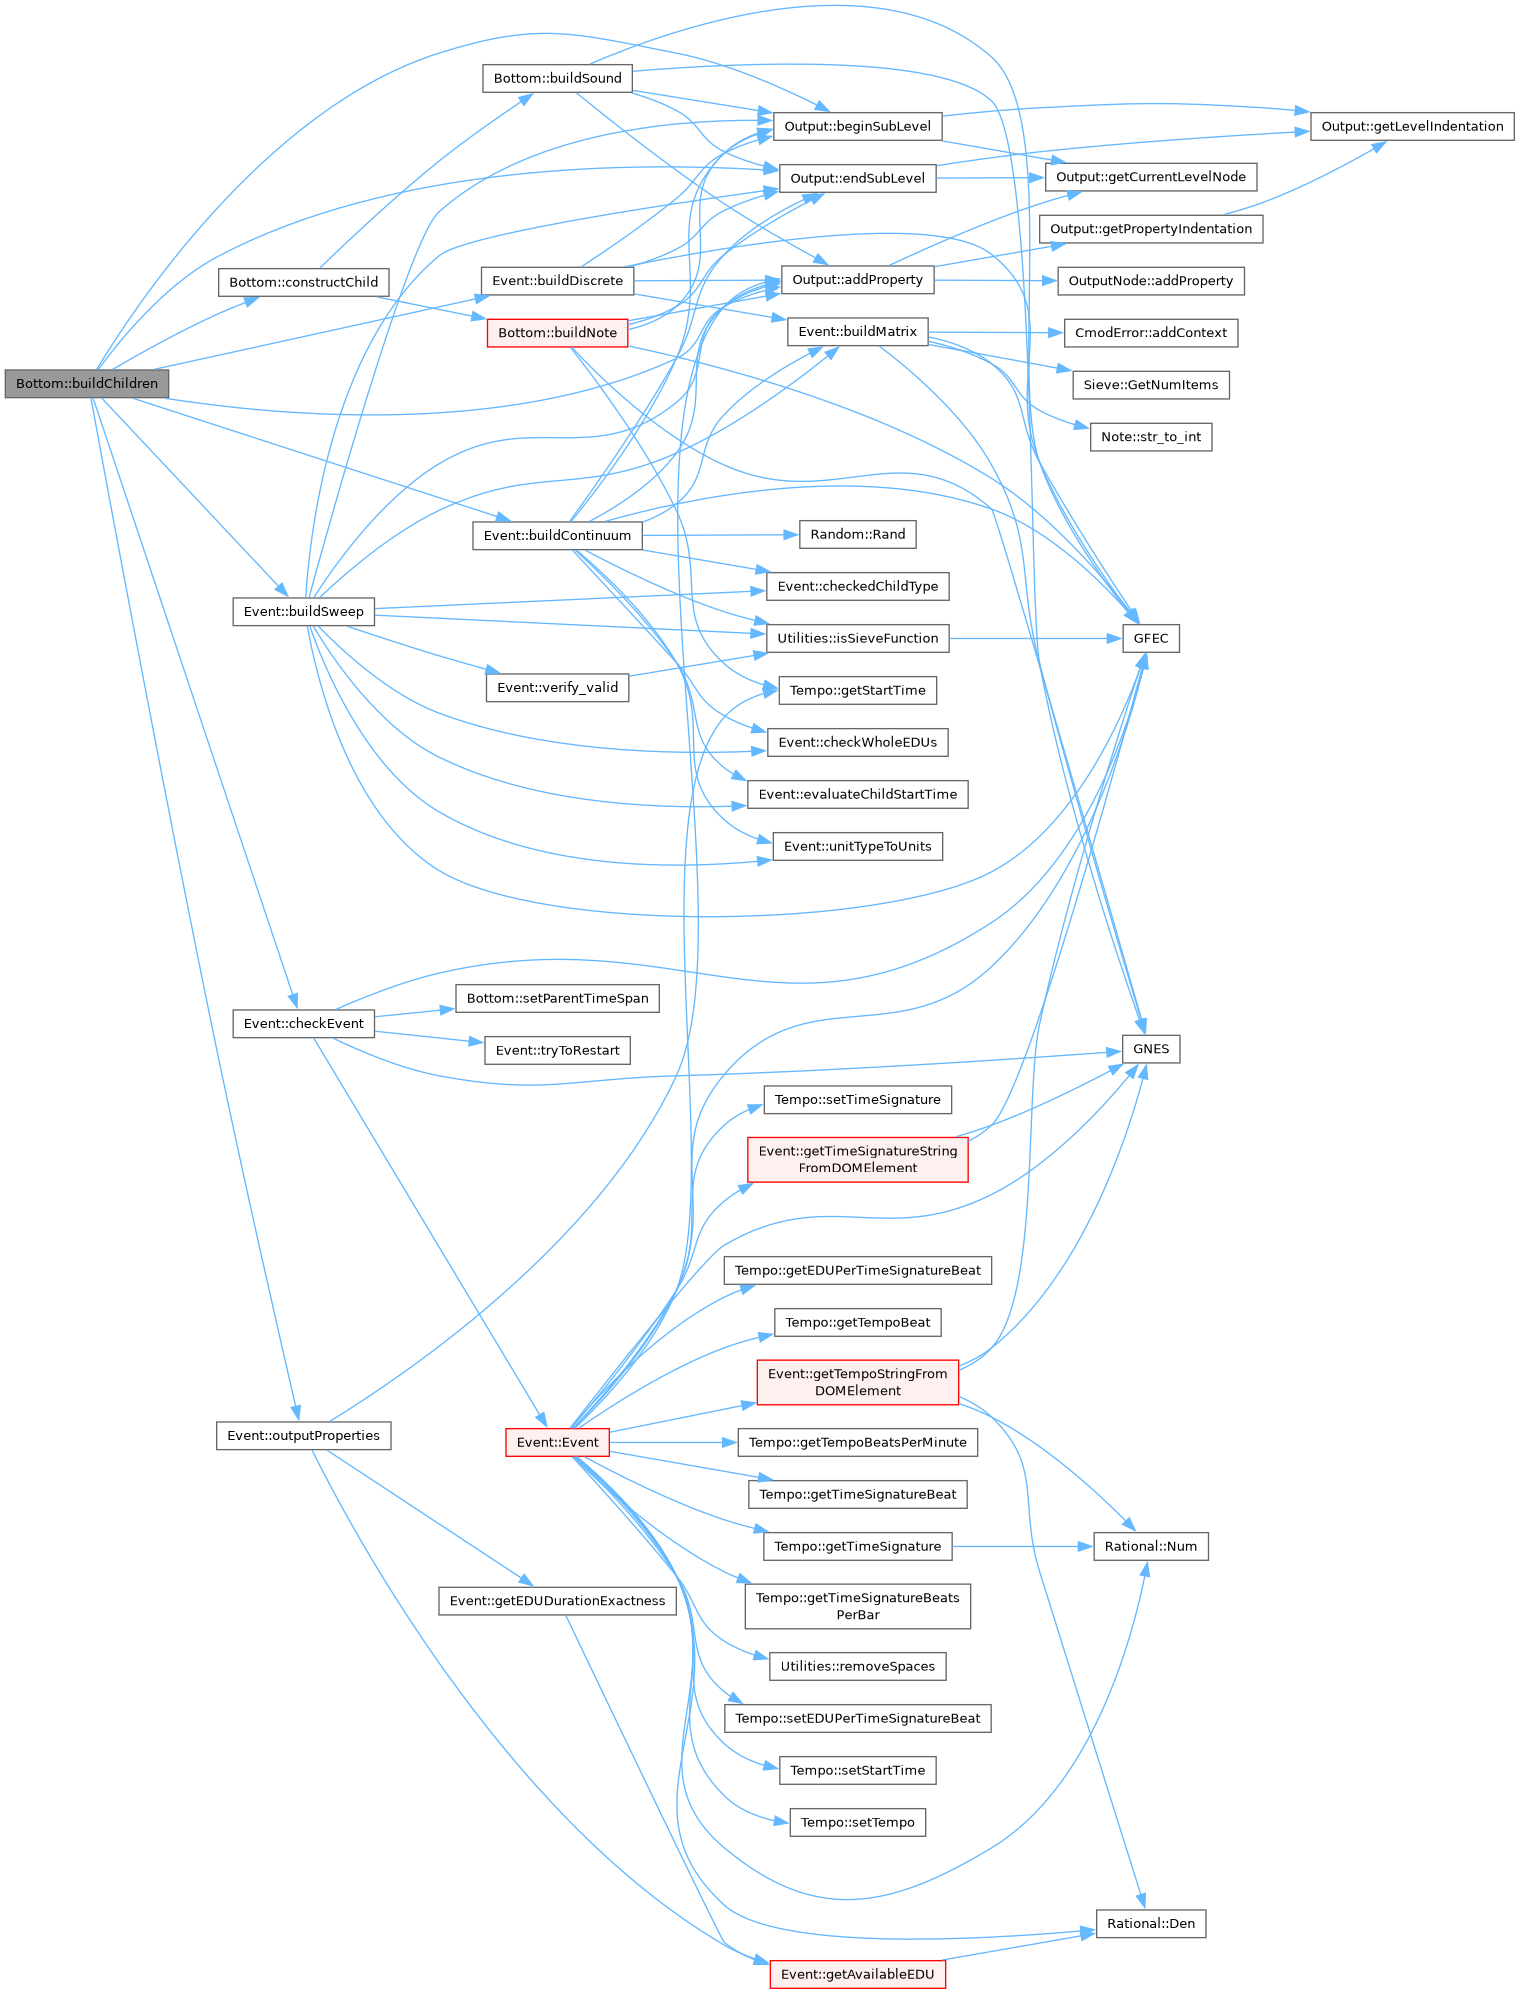 Bottom::buildSound
Output::beginSubLevel
Output::getLevelIndentation
Output::endSubLevel
Output::getCurrentLevelNode
Output::getPropertyIndentation
Bottom::constructChild
Event::buildDiscrete
Output::addProperty
OutputNode::addProperty
Bottom::buildNote
Event::buildMatrix
CmodError::addContext
Bottom::buildChildren
Sieve::GetNumItems
Note::str_to_int
Event::buildContinuum
Random::Rand
Event::checkedChildType
Event::buildSweep
Utilities::isSieveFunction
GFEC
Event::verify_valid
Tempo::getStartTime
Event::checkWholeEDUs
Event::evaluateChildStartTime
Event::unitTypeToUnits
Bottom::setParentTimeSpan
Event::checkEvent
Event::tryToRestart
GNES
Tempo::setTimeSignature
Event::getTimeSignatureString
FromDOMElement
Tempo::getEDUPerTimeSignatureBeat
Tempo::getTempoBeat
Event::getTempoStringFrom
DOMElement
Event::outputProperties
Event::Event
Tempo::getTempoBeatsPerMinute
Tempo::getTimeSignatureBeat
Tempo::getTimeSignature
Rational::Num
Event::getEDUDurationExactness
Tempo::getTimeSignatureBeats
PerBar
Utilities::removeSpaces
Tempo::setEDUPerTimeSignatureBeat
Tempo::setStartTime
Tempo::setTempo
Rational::Den
Event::getAvailableEDU